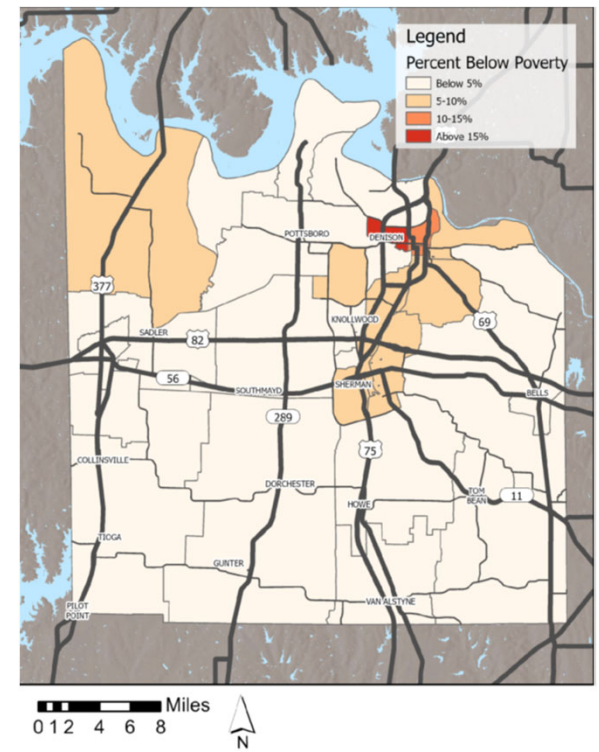 Legend
Percent Below Poverty
Below 5%
5-10%
10-15%
Above 15%
POTTSBORO
DENISON
377
KNOLLWOOD
69
SADLER
82
56
SOUTHMAYD
SHERMAN
BELLS
289
75
COLLINSVILLE
DORCHESTER
TOM
BEAN
11
HOWE
TIOGA
GUNTER
PILOT
POINT
VAN ALSTYNE
Miles
0 1 2 4 6 8
N